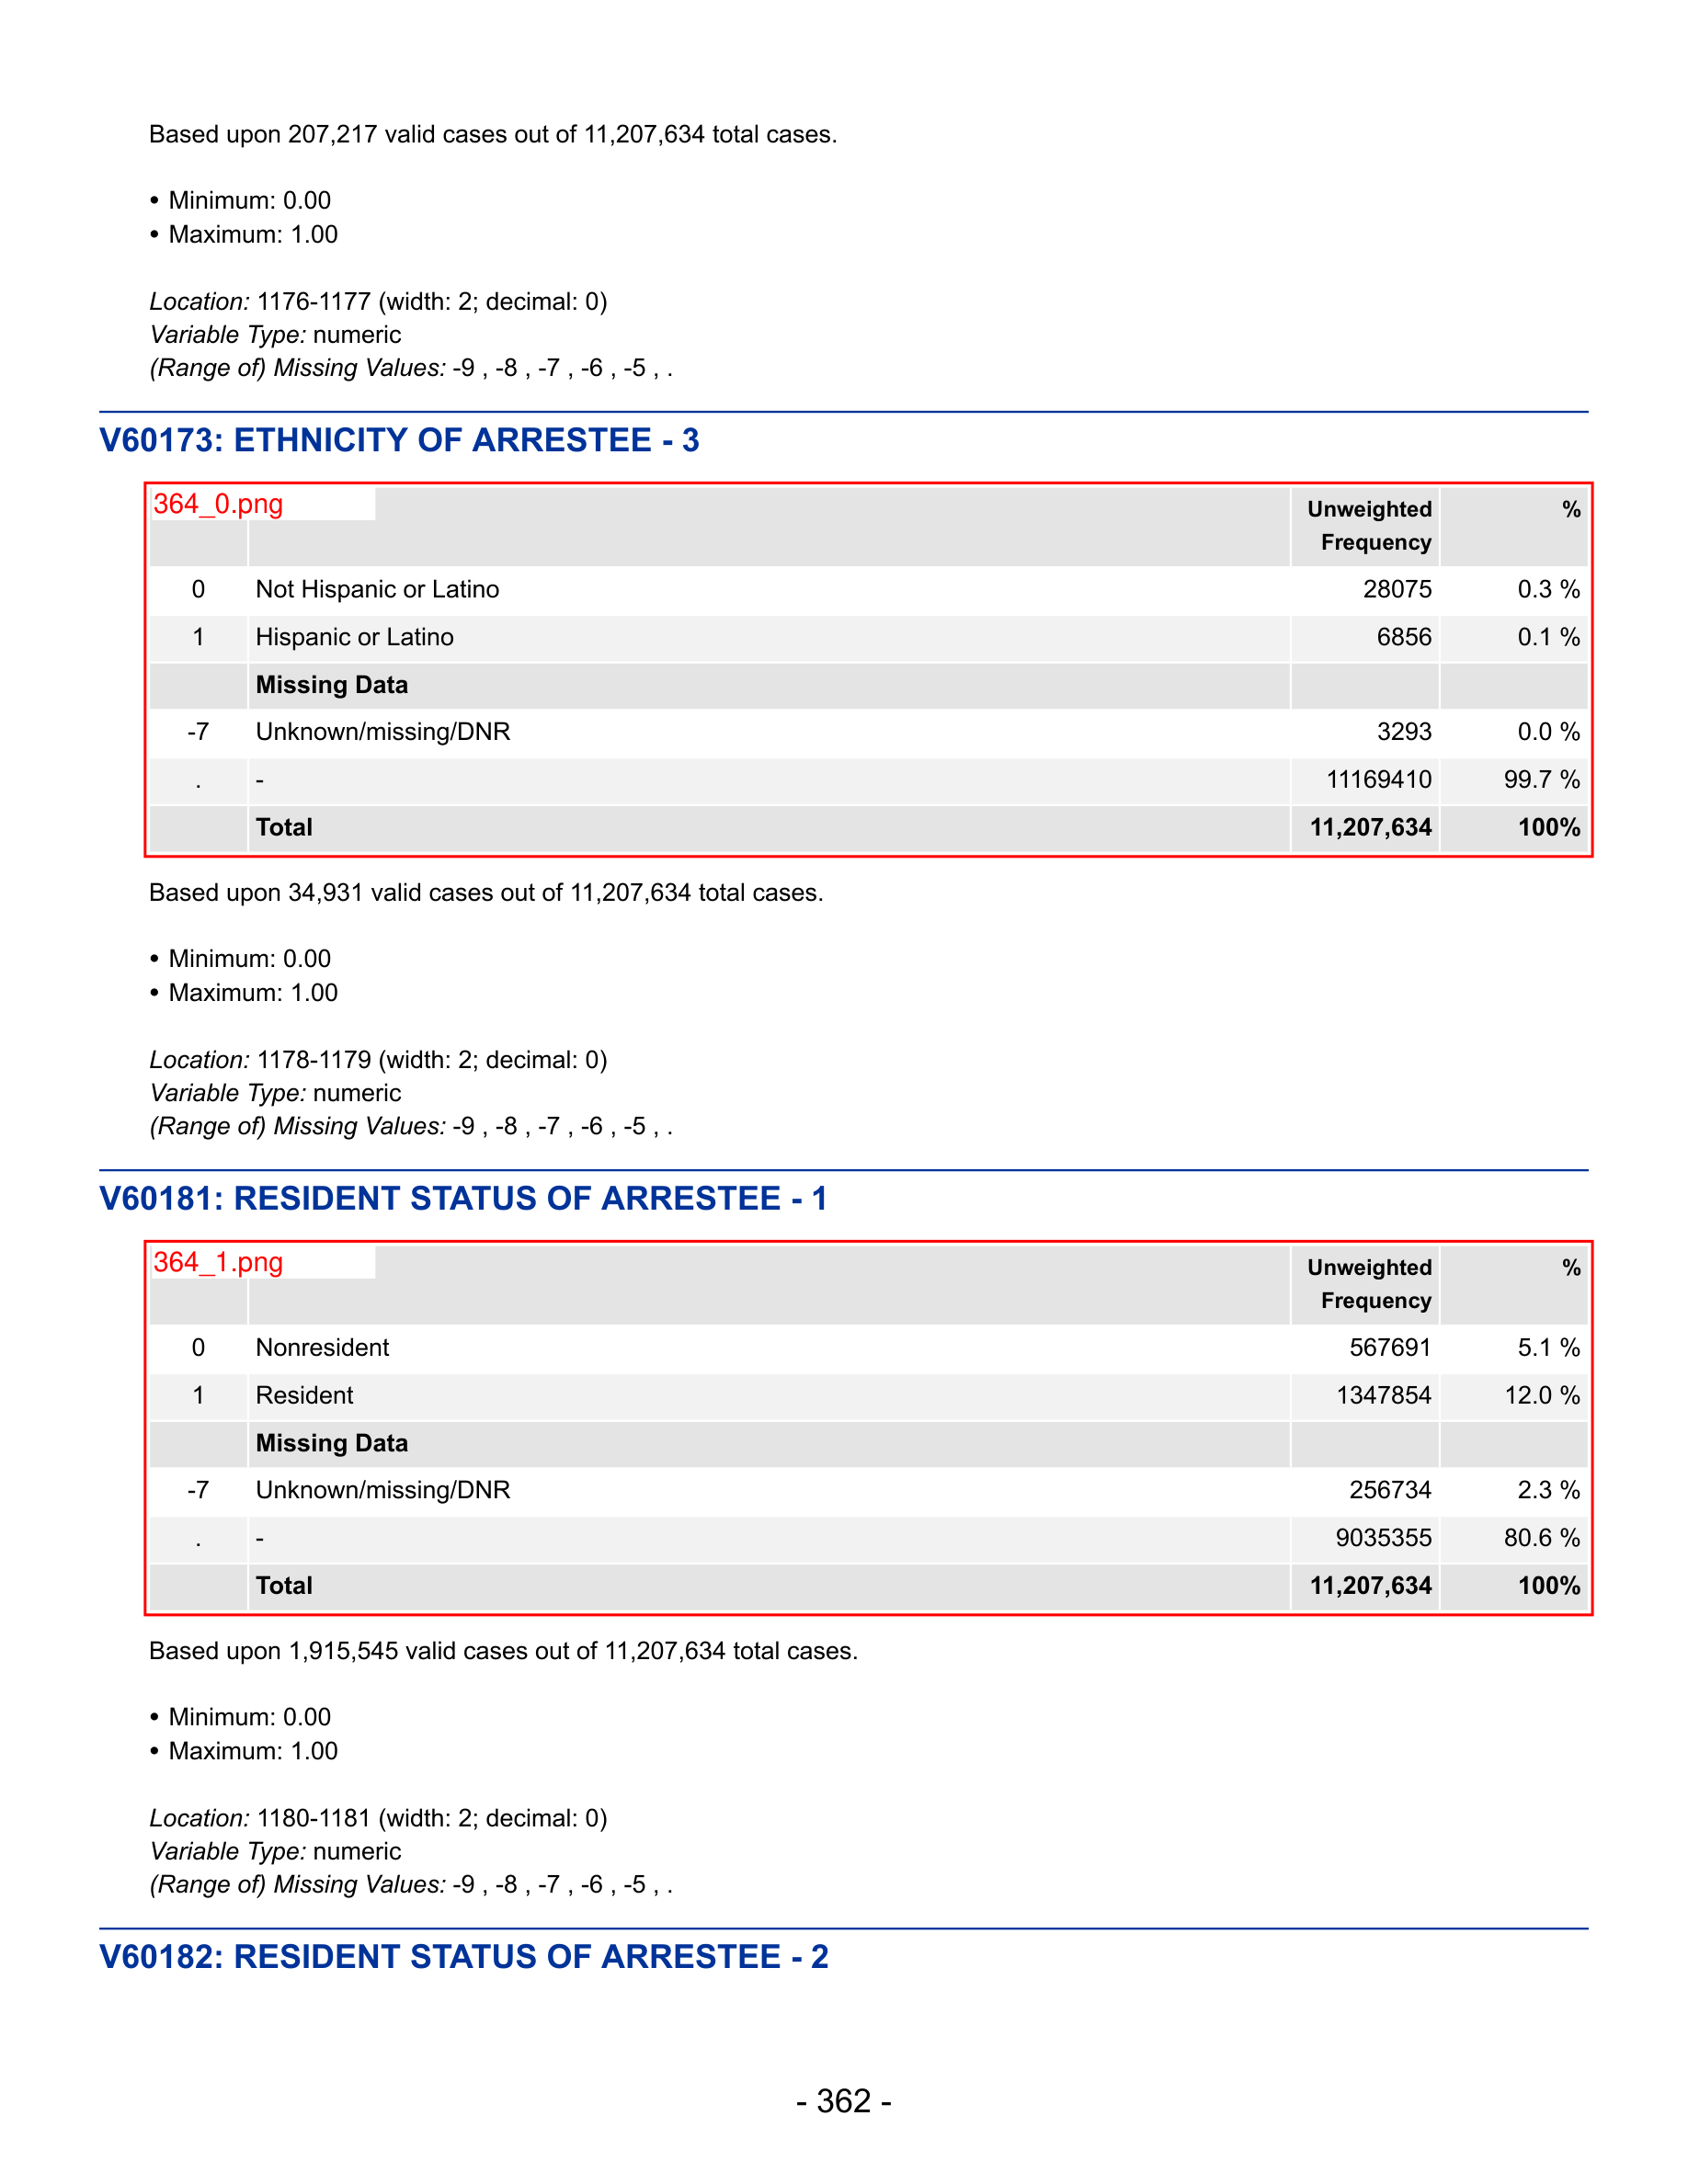 Based upon 207,217 valid cases out of 11,207,634 total cases.
• Minimum: 0.00
• Maximum: 1.00
Location: 1176-1177 (width: 2; decimal: 0)
Variable Type: numeric
(Range of) Missing Values: -9 , -8 , -7 , -6 , -5 , .
V60173: ETHNICITY OF ARRESTEE - 3
364_0.png
Unweighted Frequency %
0 Not Hispanic or Latino 28075 0.3 %
1 Hispanic or Latino 6856 0.1 %
Missing Data
-7 Unknown/missing/DNR 3293 0.0 %
. - 11169410 99.7 %
Total 11,207,634 100%
Based upon 34,931 valid cases out of 11,207,634 total cases.
• Minimum: 0.00
• Maximum: 1.00
Location: 1178-1179 (width: 2; decimal: 0)
Variable Type: numeric
(Range of) Missing Values: -9 , -8 , -7 , -6 , -5 , .
V60181: RESIDENT STATUS OF ARRESTEE - 1
364_1.png
Unweighted Frequency %
0 Nonresident 567691 5.1 %
1 Resident 1347854 12.0 %
Missing Data
-7 Unknown/missing/DNR 256734 2.3 %
. - 9035355 80.6 %
Total 11,207,634 100%
Based upon 1,915,545 valid cases out of 11,207,634 total cases.
• Minimum: 0.00
• Maximum: 1.00
Location: 1180-1181 (width: 2; decimal: 0)
Variable Type: numeric
(Range of) Missing Values: -9 , -8 , -7 , -6 , -5 , .
V60182: RESIDENT STATUS OF ARRESTEE - 2
- 362 -